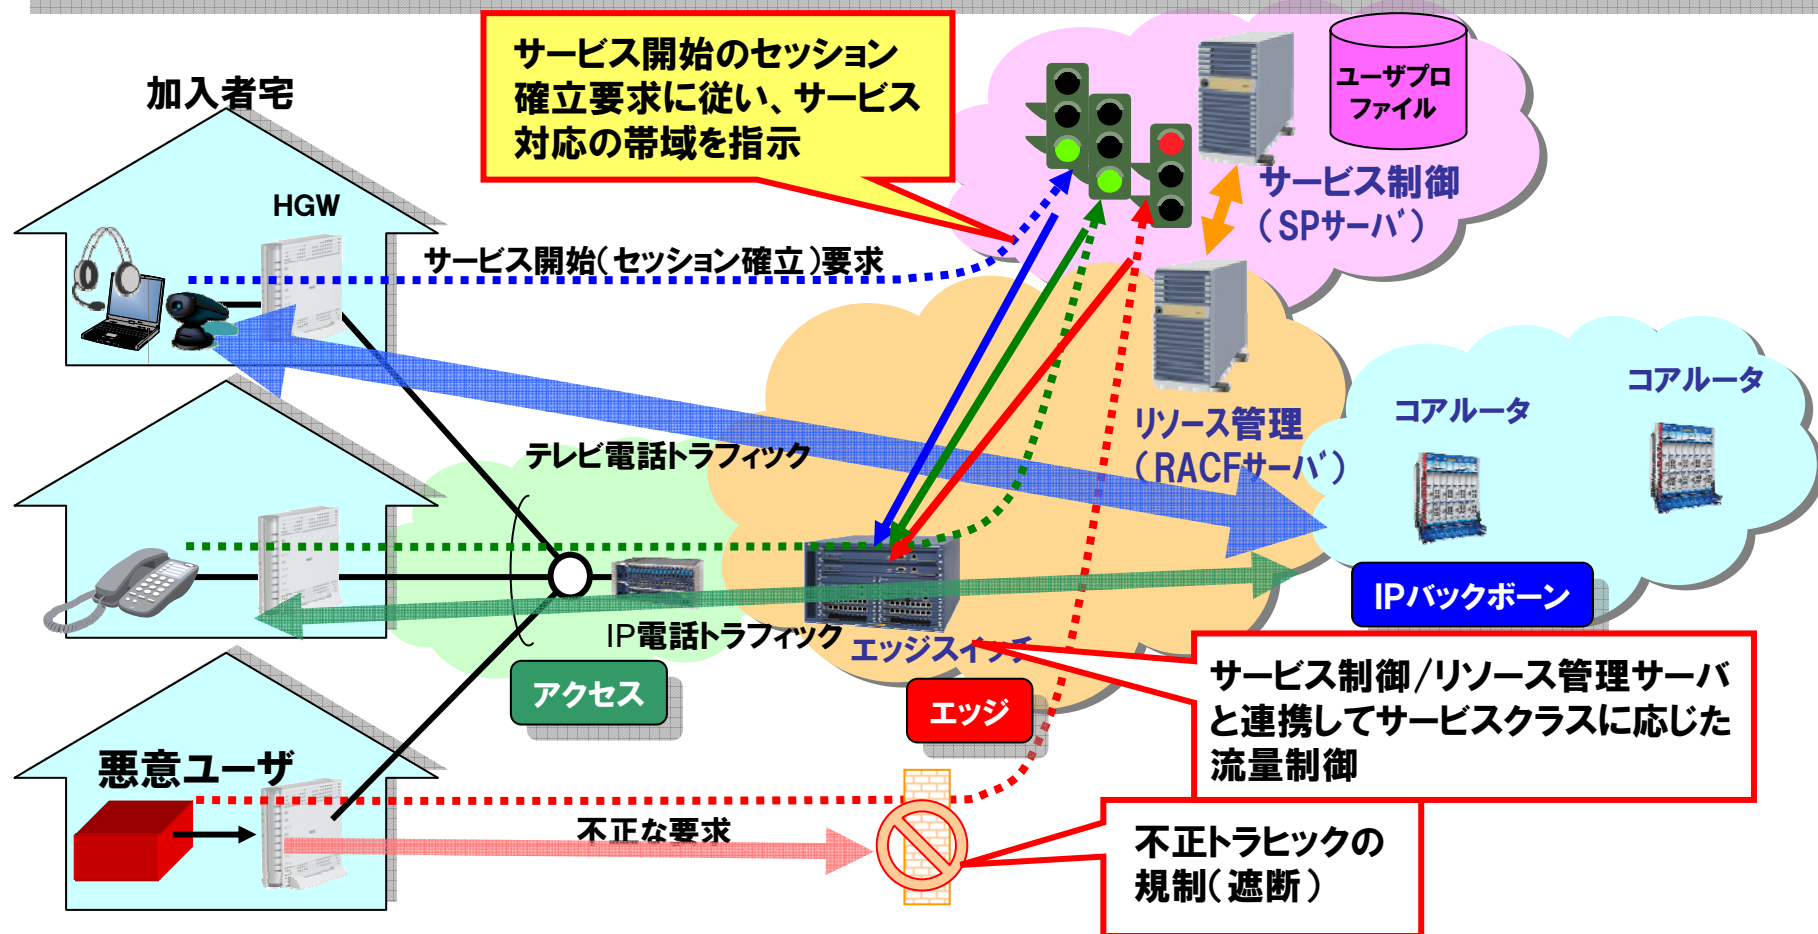 サービス開始のセッション
確立要求に従い、サービス
対応の帯域を指示
ユーザプロ
ファイル
加入者宅
サービス制御
（SPサーバ）
HGW
サービス開始（セッション確立）要求
コアルータ
コアルータ
リソース管理
（RACFサーバ）
テレビ電話トラフィック
IPバックボーン
IP電話トラフィック
エッジスイッチ
アクセス
エッジ
サービス制御/リソース管理サーバ
と連携してサービスクラスに応じた
流量制御
悪意ユーザ
不正な要求
不正トラヒックの
規制（遮断）